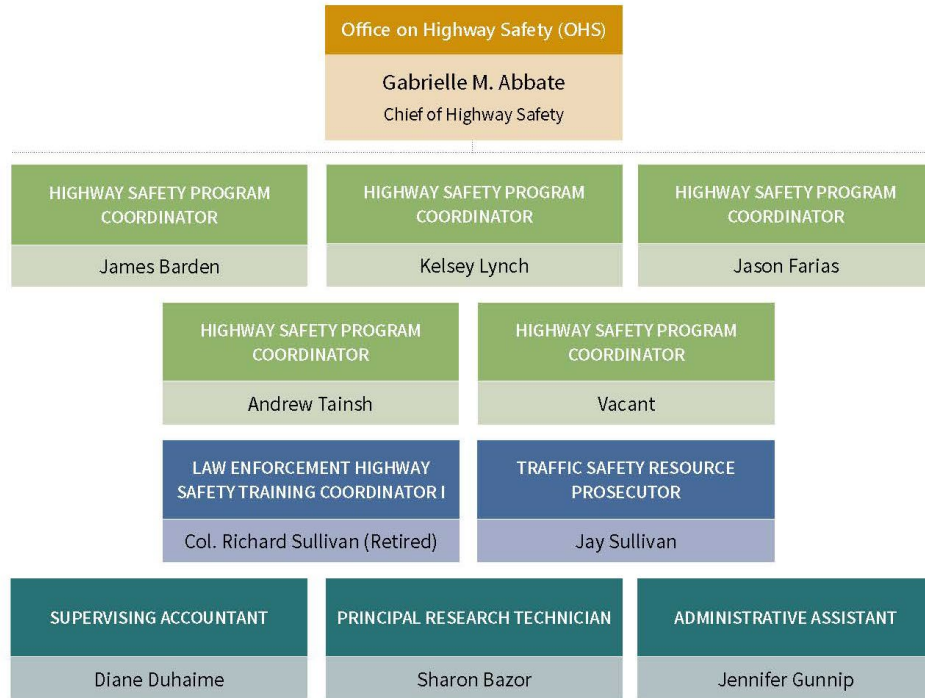 Office on Highway Safety (OHS)
Gabrielle M. Abbate
Chief of Highway Safety
HIGHWAY SAFETY PROGRAM
COORDINATOR
James Barden
HIGHWAY SAFETY PROGRAM
COORDINATOR
Kelsey Lynch
HIGHWAY SAFETY PROGRAM
COORDINATOR
Jason Farias
HIGHWAY SAFETY PROGRAM
COORDINATOR
Andrew Tainsh
HIGHWAY SAFETY PROGRAM
COORDINATOR
Vacant
LAW ENFORCEMENT HIGHWAY
SAFETY TRAINING COORDINATOR I
Col. Richard Sullivan (Retired)
TRAFFIC SAFETY RESOURCE
PROSECUTOR
Jay Sullivan
SUPERVISING ACCOUNTANT
Diane Duhaime
PRINCIPAL RESEARCH TECHNICIAN
Sharon Bazor
ADMINISTRATIVE ASSISTANT
Jennifer Gunnip